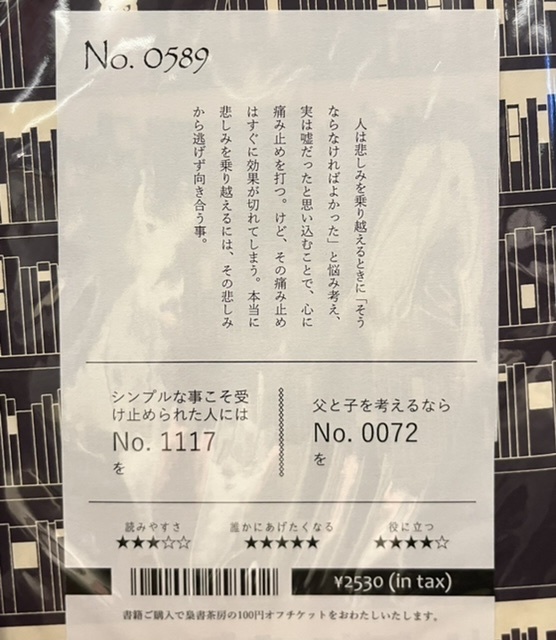 No. 0589
人は悲しみを乗り越えるときに「そう
ならなければよかった」と悩み考え、
実は嘘だったと思い込むことで、心に
痛み止めを打つ。けど、その痛み止め
はすぐに効果が切れてしまう。本当に
悲しみを乗り越えるには、その悲しみ
から逃げず向き合う事。
シンプルな事こそ受
け止められた人には
No. 1117
を
父と子を考えるなら
No. 0072
を
読みやすさ
★★★☆☆
誰かにあげたくなる
★★★★★
役に立つ
★★★★☆
¥2530 (in tax)
書籍ご購入で梟書茶房の100円オフチケットをおわたしいたします。